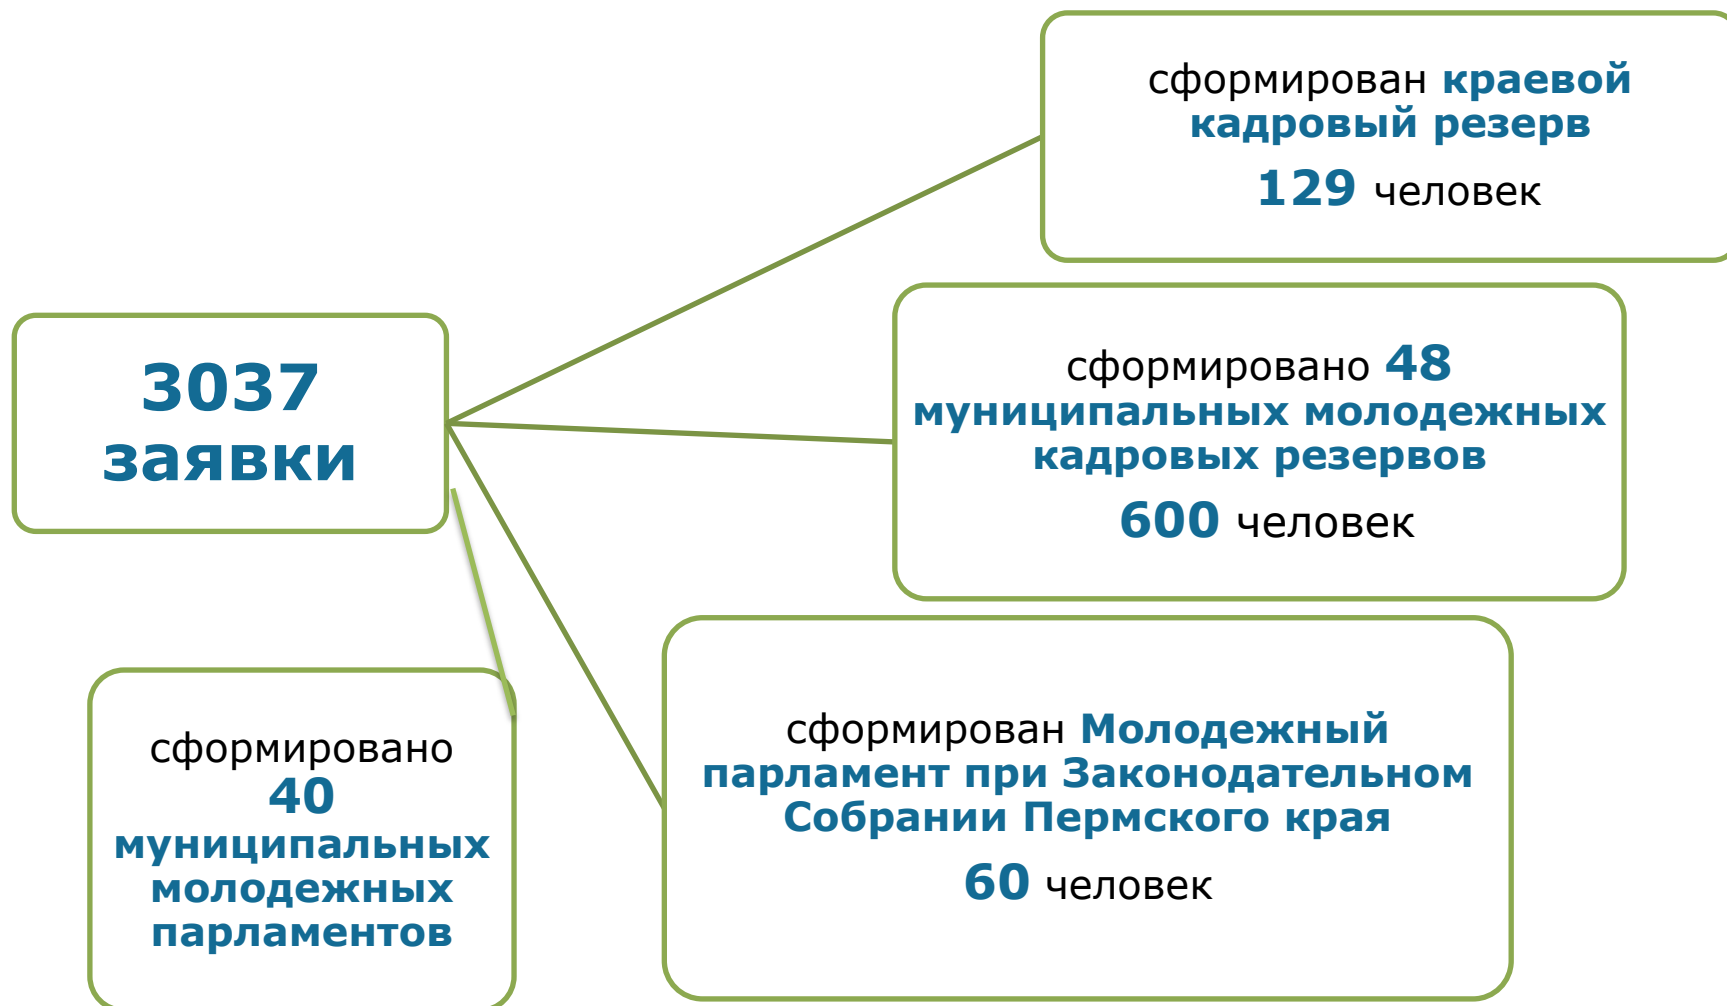 сформирован краевой
кадровый резерв
129 человек
3037
заявки
сформировано 48
муниципальных молодежных
кадровых резервов
600 человек
сформировано
40
муниципальных
молодежных
парламентов
сформирован Молодежный
парламент при Законодательном
Собрании Пермского края
60 человек